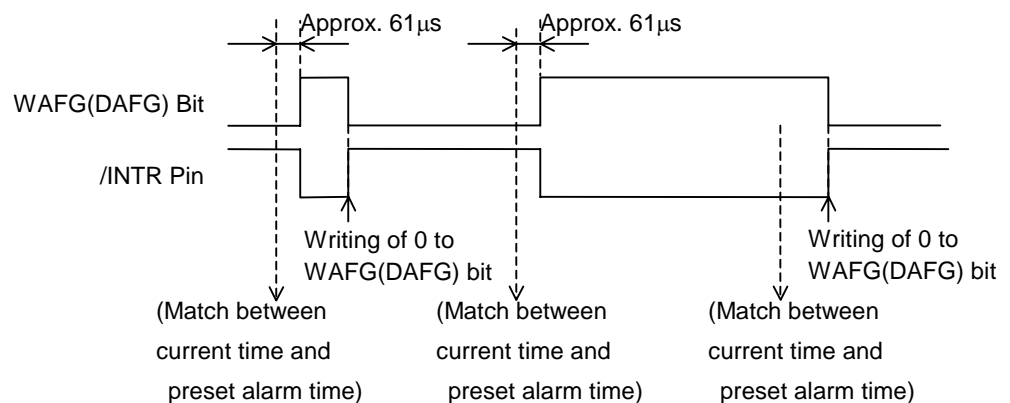 Approx. 61μs Approx. 61μs
WAFG(DAFG) Bit
/INTR Pin
Writing of 0 to
WAFG(DAFG) bit
Writing of 0 to
WAFG(DAFG) bit
(Match between
current time and
preset alarm time)
(Match between
current time and
preset alarm time)
(Match between
current time and
preset alarm time)